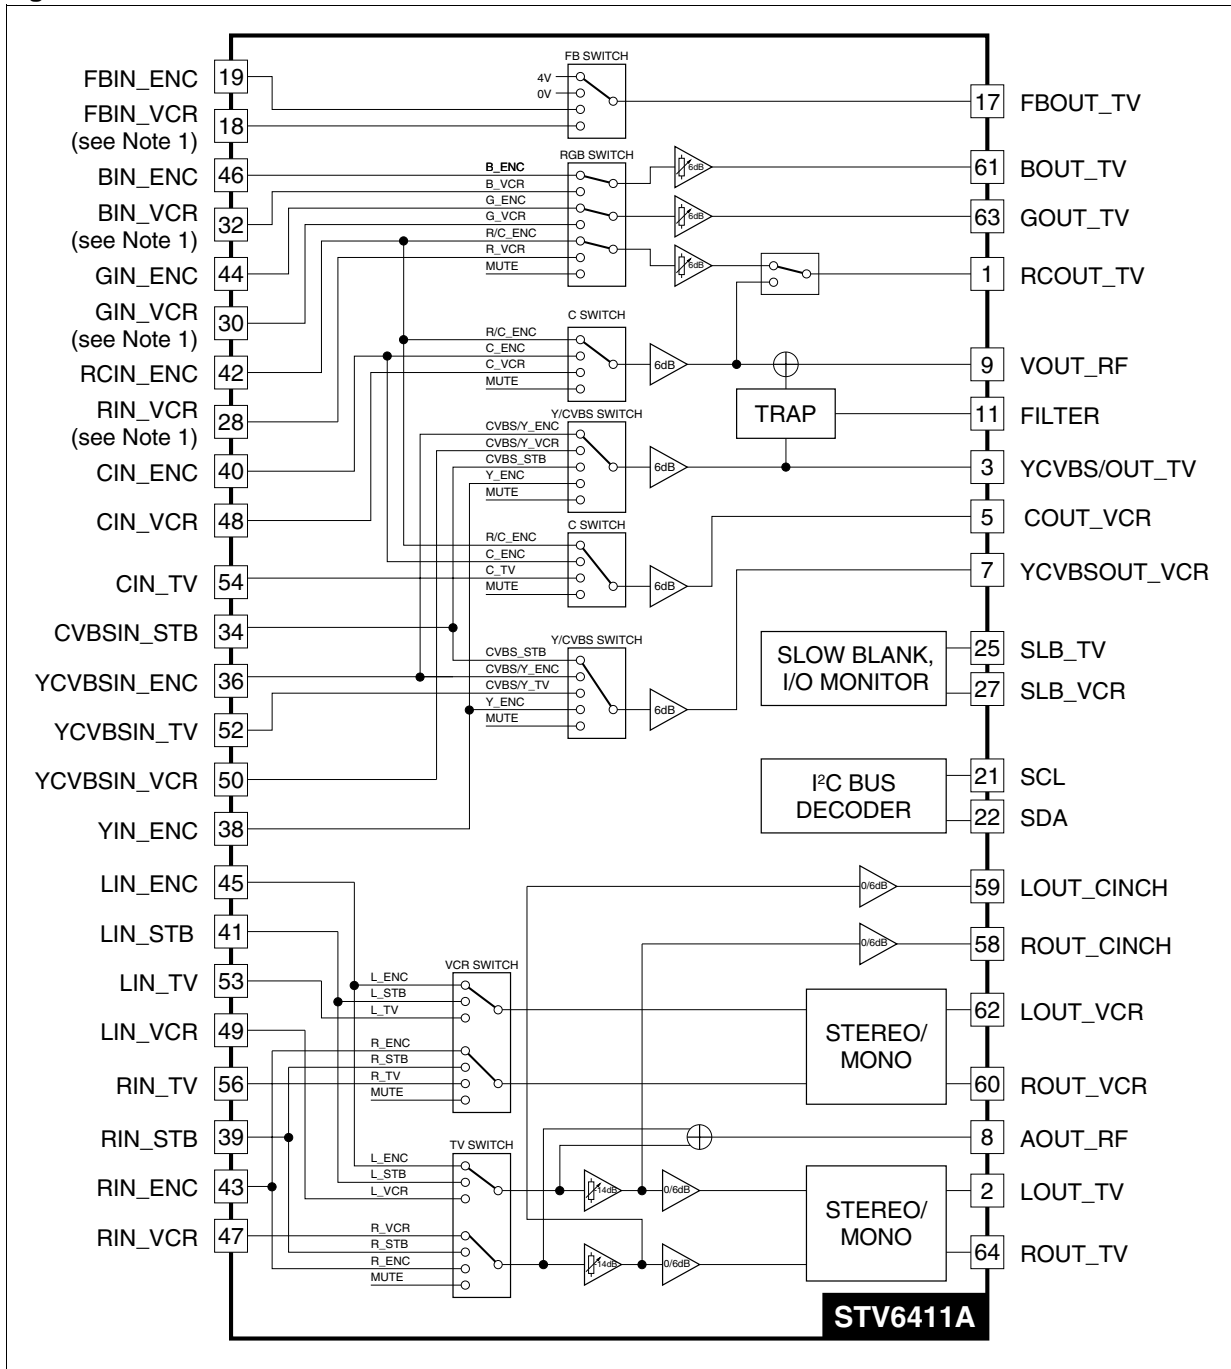 FB SWITCH
FBIN_ENC 19
4V
0V
17 FBOUT_TV
FBIN_VCR 18
(see Note 1)
RGB SWITCH
BIN_ENC 46
B_ENC
6dB
61 BOUT_TV
B_VCR
BIN_VCR 32
(see Note 1)
G_ENC
G_VCR
6dB
63 GOUT_TV
R/C_ENC
R_VCR
MUTE
6dB
1 RCOUT_TV
GIN_ENC 44
GIN_VCR 30
(see Note 1)
C SWITCH
R/C_ENC
C_ENC
C_VCR
MUTE
6dB
9 VOUT_RF
RCIN_ENC 42
RIN_VCR 28
(see Note 1)
TRAP
11 FILTER
Y/CVBS SWITCH
CVBS/Y_ENC
CVBS/Y_VCR
CVBS_STB
Y_ENC
MUTE
6dB
3 YCVBS/OUT_TV
CIN_ENC 40
CIN_VCR 48
5 COUT_VCR
C SWITCH
R/C_ENC
C_ENC
C_TV
MUTE
6dB
7 YCVBSOUT_VCR
CIN_TV 54
CVBSIN_STB 34
Y/CVBS SWITCH
CVBS_STB
CVBS/Y_ENC
CVBS/Y_TV
Y_ENC
MUTE
6dB
SLOW BLANK,
I/O MONITOR
25 SLB_TV
27 SLB_VCR
YCVBSIN_ENC 36
YCVBSIN_TV 52
YCVBSIN_VCR 50
I²C BUS
DECODER
21 SCL
22 SDA
YIN_ENC 38
LIN_ENC 45
0/6dB
59 LOUT_CINCH
LIN_STB 41
0/6dB
58 ROUT_CINCH
VCR SWITCH
LIN_TV 53
L_ENC
L_STB
L_TV
LIN_VCR 49
STEREO/
MONO
62 LOUT_VCR
R_ENC
R_STB
R_TV
MUTE
RIN_TV 56
60 ROUT_VCR
RIN_STB 39
8 AOUT_RF
TV SWITCH
L_ENC
L_STB
L_VCR
RIN_ENC 43
-14dB
0/6dB
STEREO/
MONO
2 LOUT_TV
RIN_VCR 47
R_VCR
R_STB
R_ENC
MUTE
-14dB
0/6dB
64 ROUT_TV
STV6411A